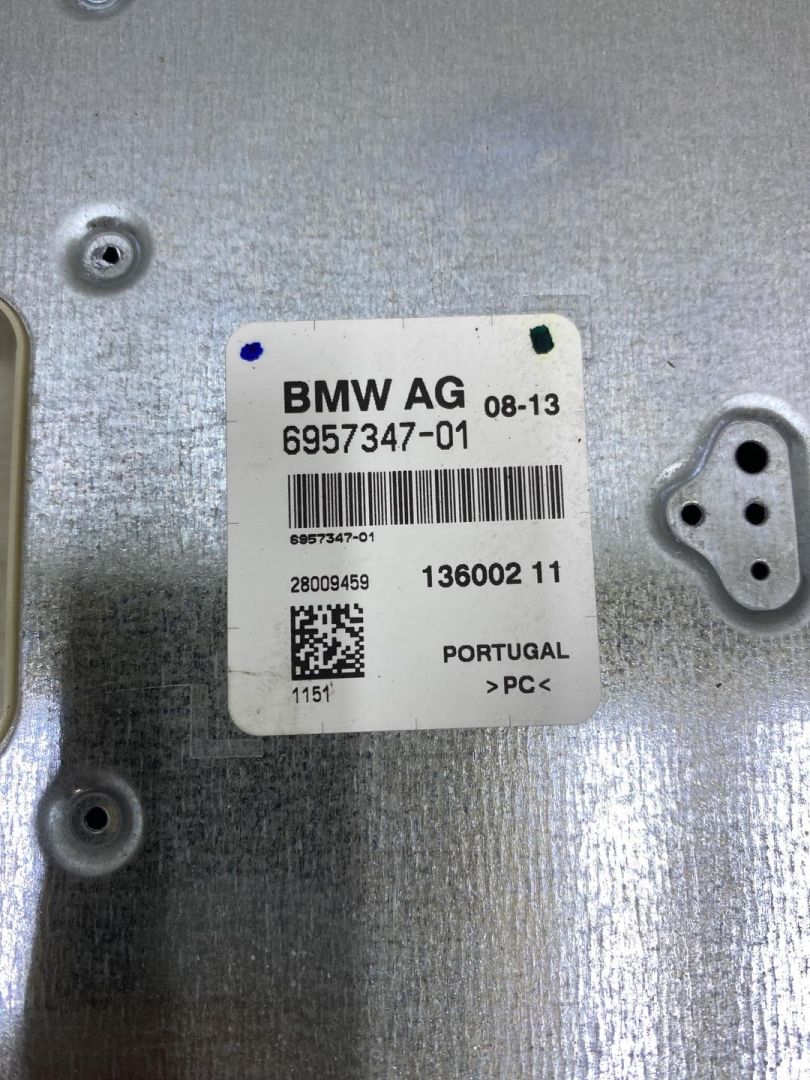 BMW AG 08-13
6957347-01
6957347-01
28009459 136002 11
PORTUGAL
1151 >PC<